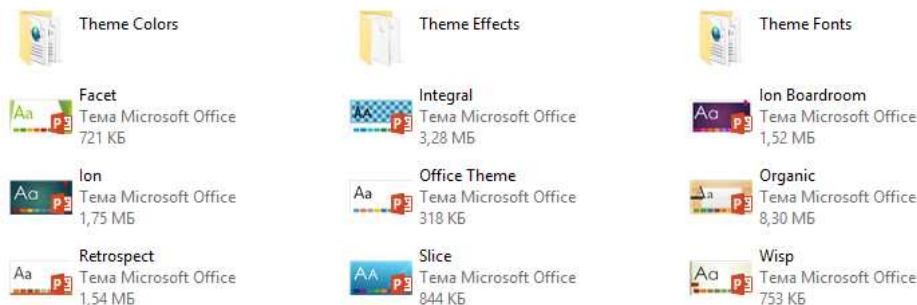 Theme Colors
Theme Effects
Theme Fonts
Facet
Тема Microsoft Office
721 КБ
Integral
Тема Microsoft Office
3,28 МБ
Ion Boardroom
Тема Microsoft Office
1,52 МБ
Ion
Тема Microsoft Office
1,75 МБ
Office Theme
Тема Microsoft Office
318 КБ
Organic
Тема Microsoft Office
8,30 МБ
Retrospect
Тема Microsoft Office
1,54 МБ
Slice
Тема Microsoft Office
844 КБ
Wisp
Тема Microsoft Office
753 КБ